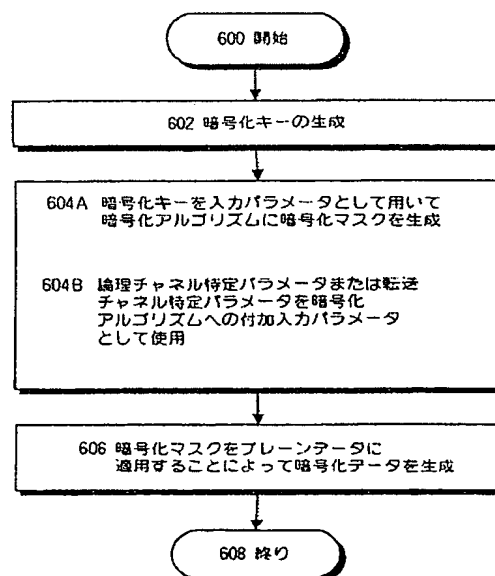 600 開始
602 暗号化キーの生成
604A 暗号化キーを入力パラメータとして用いて
暗号化アルゴリズムに暗号化マスクを生成
604B 論理チャネル特定パラメータまたは転送
チャネル特定パラメータを暗号化
アルゴリズムへの付加入力パラメータ
として使用
606 暗号化マスクをプレーンデータに
適用することによって暗号化データを生成
608 終り